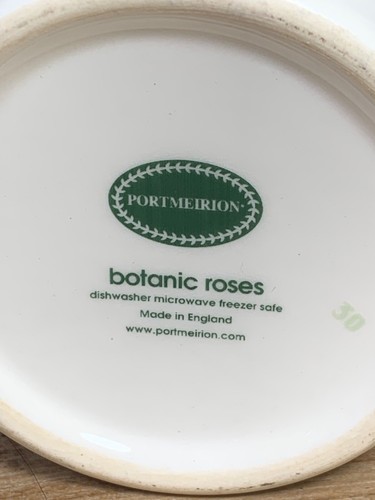 PORTMEIRION
botanic roses
dishwasher microwave freezer safe
Made in England
www.portmeirion.com
30